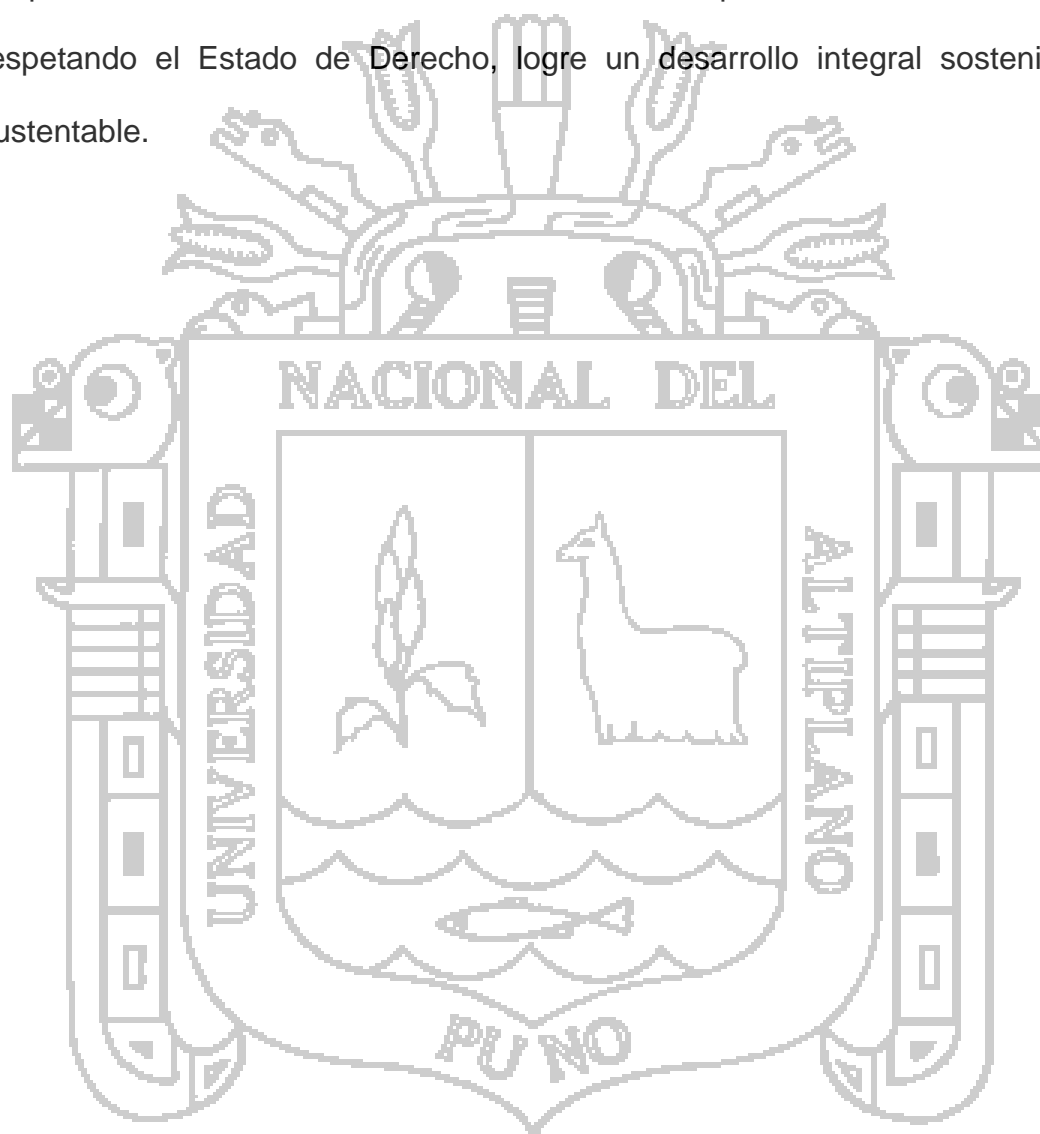 espetando el Estado de Derecho, logre un desarrollo integral sosteni
ustentable.
NACIONAL DEL
UNIVERSIDAD
ALTIPLANO
PUNO